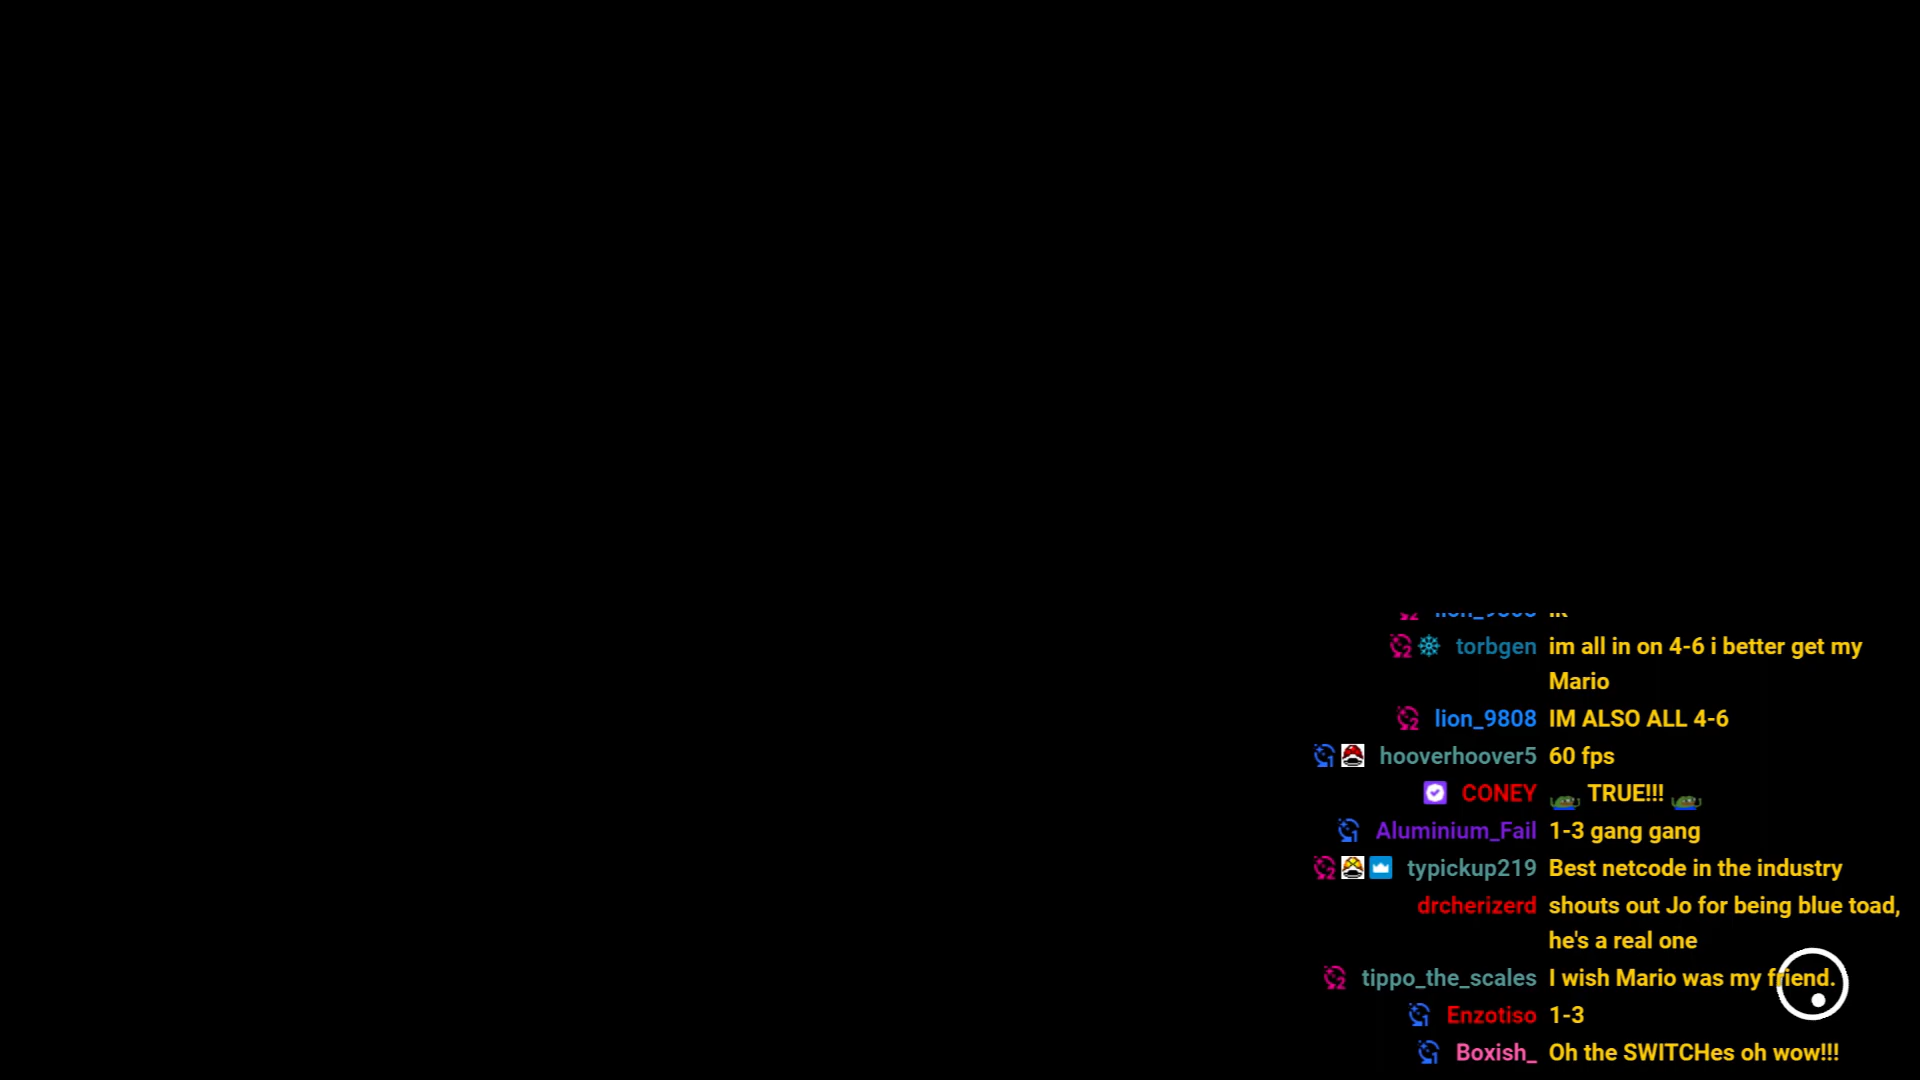 torbgen im all in on 4-6 i better get my
Mario
lion_9808 IM ALSO ALL 4-6
hooverhoover5 60 fps
CONEY TRUE!!!
Aluminium_Fail 1-3 gang gang
typickup219 Best netcode in the industry
drcherizerd shouts out Jo for being blue toad,
he's a real one
tippo_the_scales I wish Mario was my friend.
Enzotiso 1-3
Boxish_ Oh the SWITCHes oh wow!!!